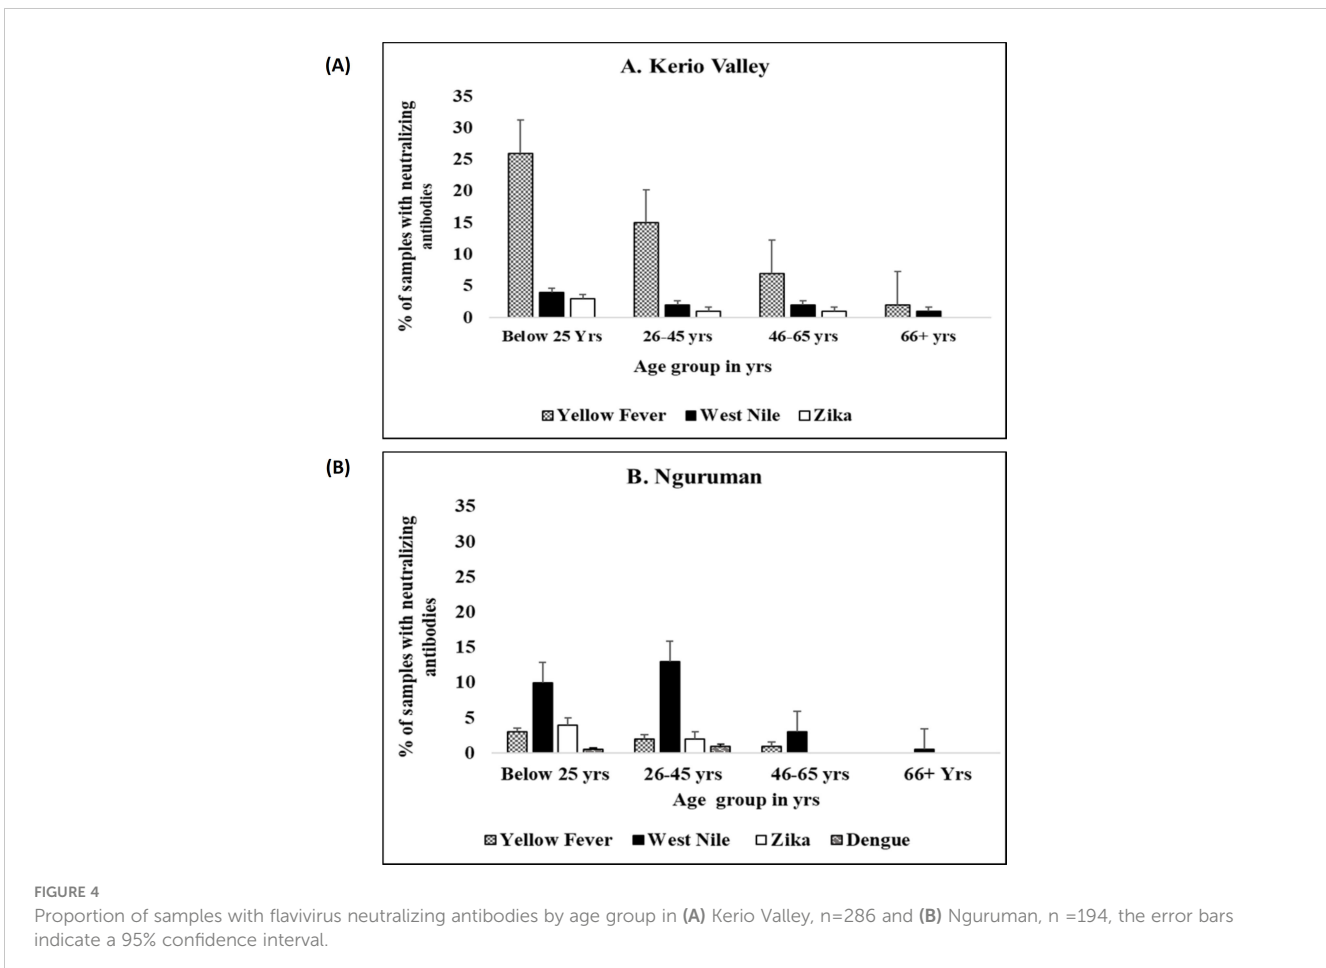 (A)
A. Kerio Valley
% of samples with neutralizing
antibodies
35
30
25
20
15
10
5
0
Below 25 Yrs
26-45 yrs
46-65 yrs
66+ yrs
Age group in yrs
Yellow Fever
West Nile
Zika
(B)
B. Nguruman
% of samples with neutralizing
antibodies
35
30
25
20
15
10
5
0
Below 25 yrs
26-45 yrs
46-65 yrs
66+ Yrs
Age group in yrs
Yellow Fever
West Nile
Zika
Dengue
FIGURE 4
Proportion of samples with flavivirus neutralizing antibodies by age group in (A) Kerio Valley, n=286 and (B) Nguruman, n =194, the error bars
indicate a 95% confidence interval.